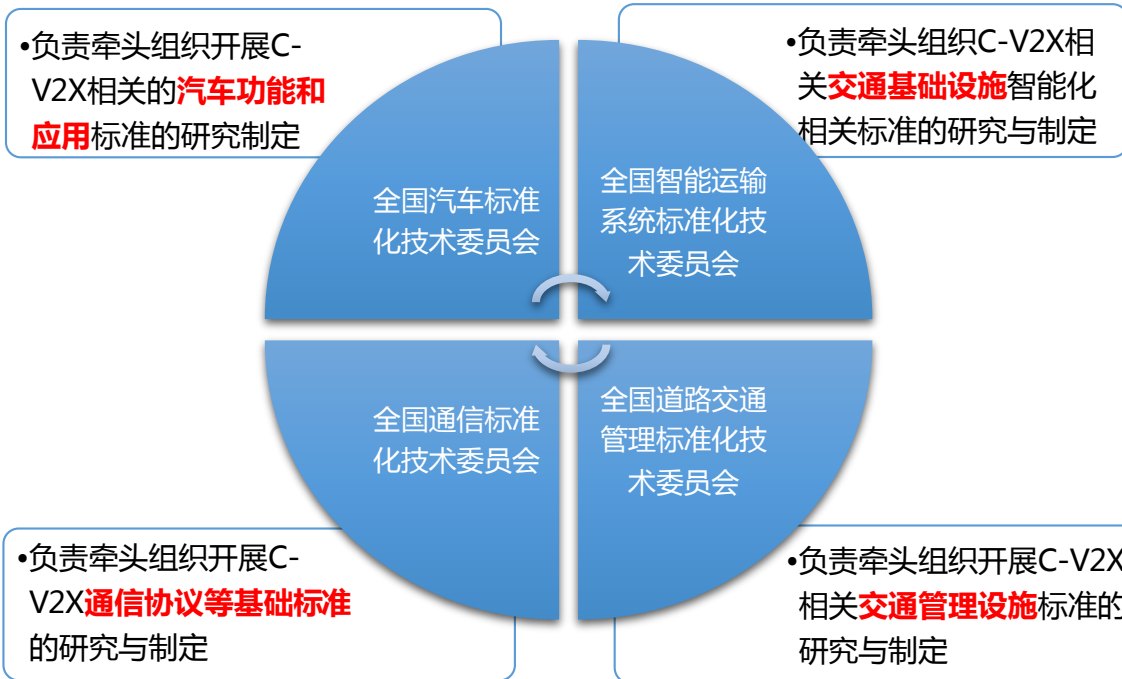 •负责牵头组织开展C-
V2X相关的汽车功能和
应用标准的研究制定
•负责牵头组织C-V2X相
关交通基础设施智能化
相关标准的研究与制定
全国汽车标准
化技术委员会
全国智能运输
系统标准化技
术委员会
全国通信标准
化技术委员会
全国道路交通
管理标准化技
术委员会
•负责牵头组织开展C-
V2X通信协议等基础标准
的研究与制定
•负责牵头组织开展C-V2X
相关交通管理设施标准的
研究与制定